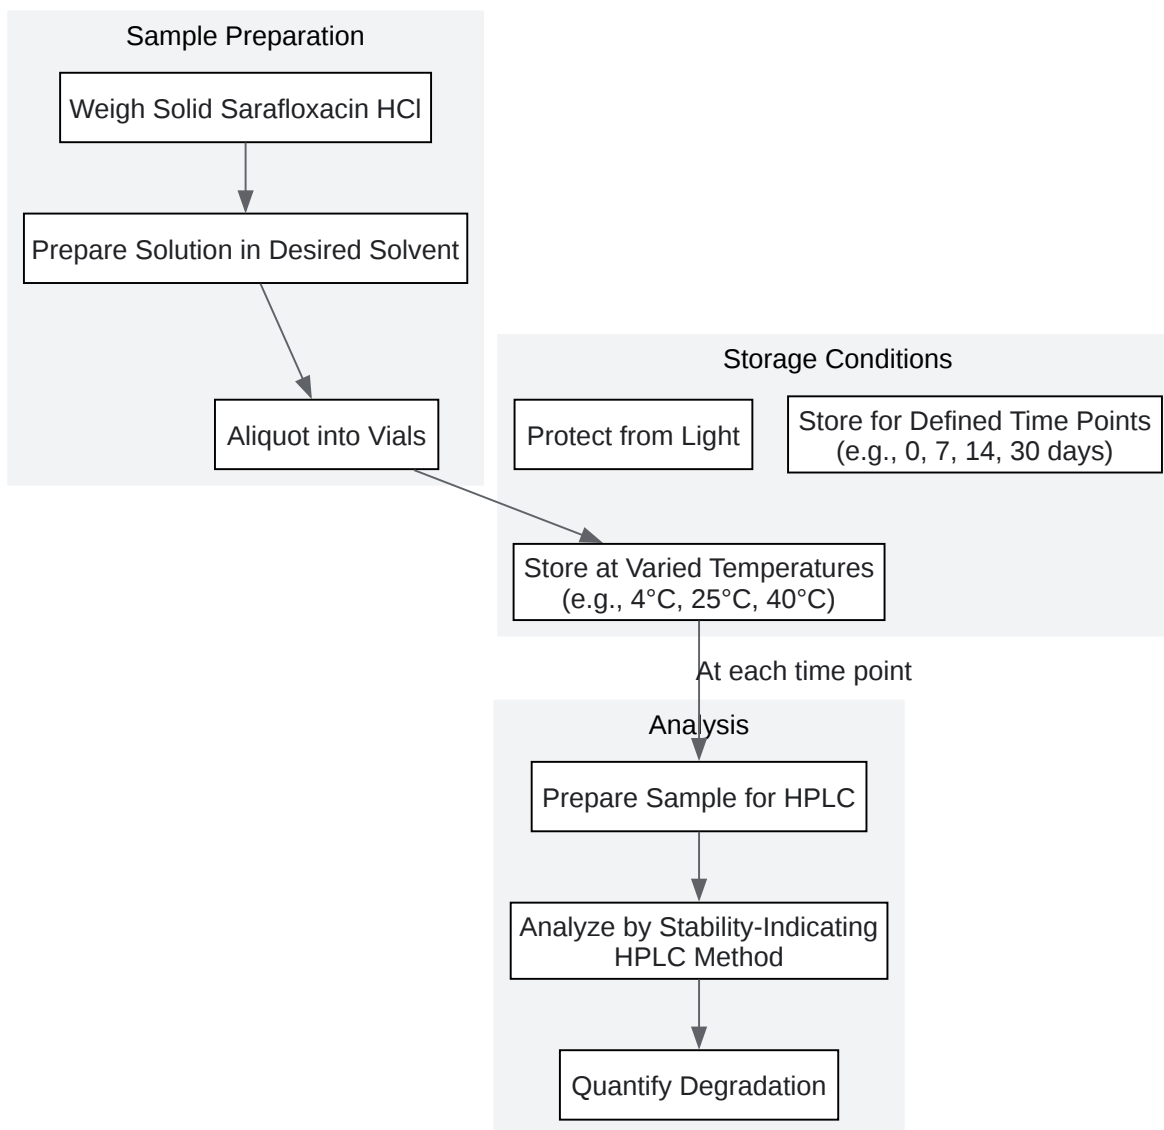 Sample Preparation
Weigh Solid Sarafloxacin HCl
Prepare Solution in Desired Solvent
Aliquot into Vials
Storage Conditions
Protect from Light
Store for Defined Time Points
(e.g., 0, 7, 14, 30 days)
Store at Varied Temperatures
(e.g., 4°C, 25°C, 40°C)
At each time point
Analysis
Prepare Sample for HPLC
Analyze by Stability-Indicating
HPLC Method
Quantify Degradation